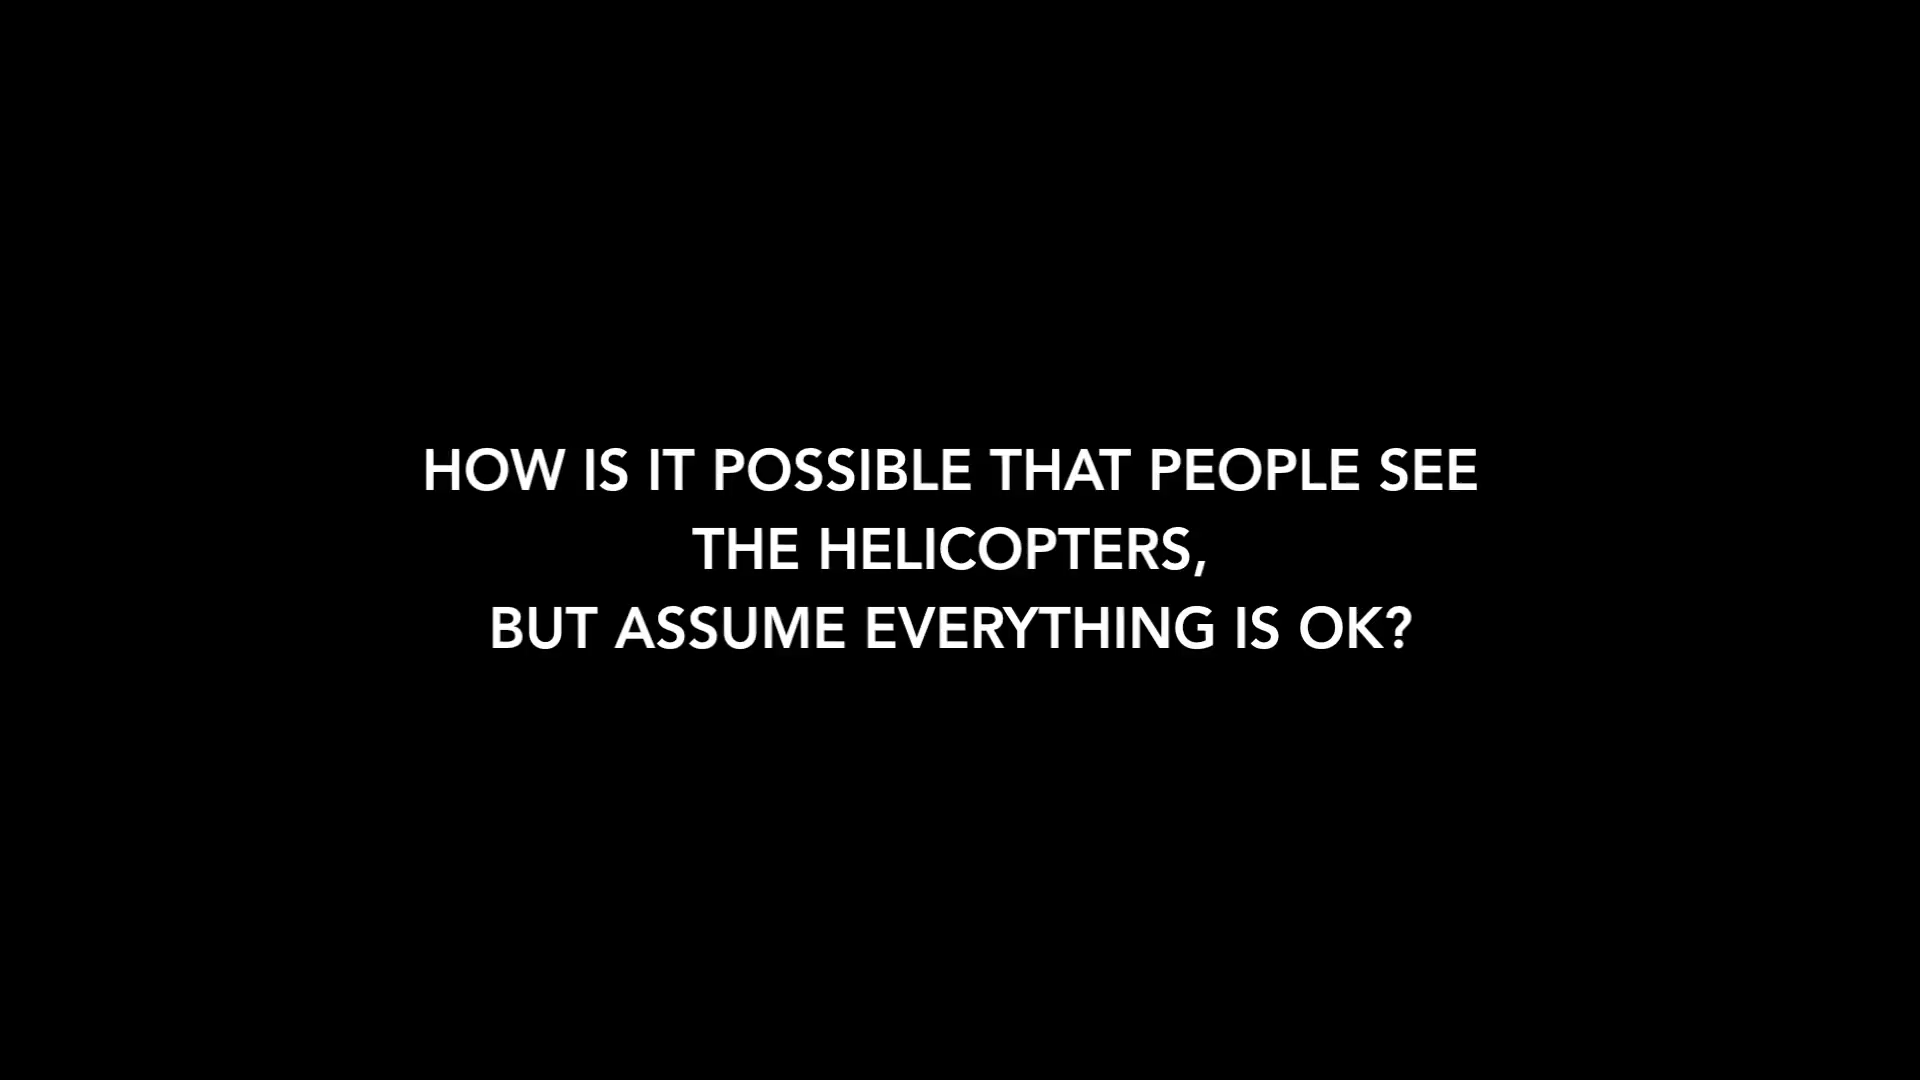 HOW IS IT POSSIBLE THAT PEOPLE SEE
THE HELICOPTERS,
BUT ASSUME EVERYTHING IS OK?